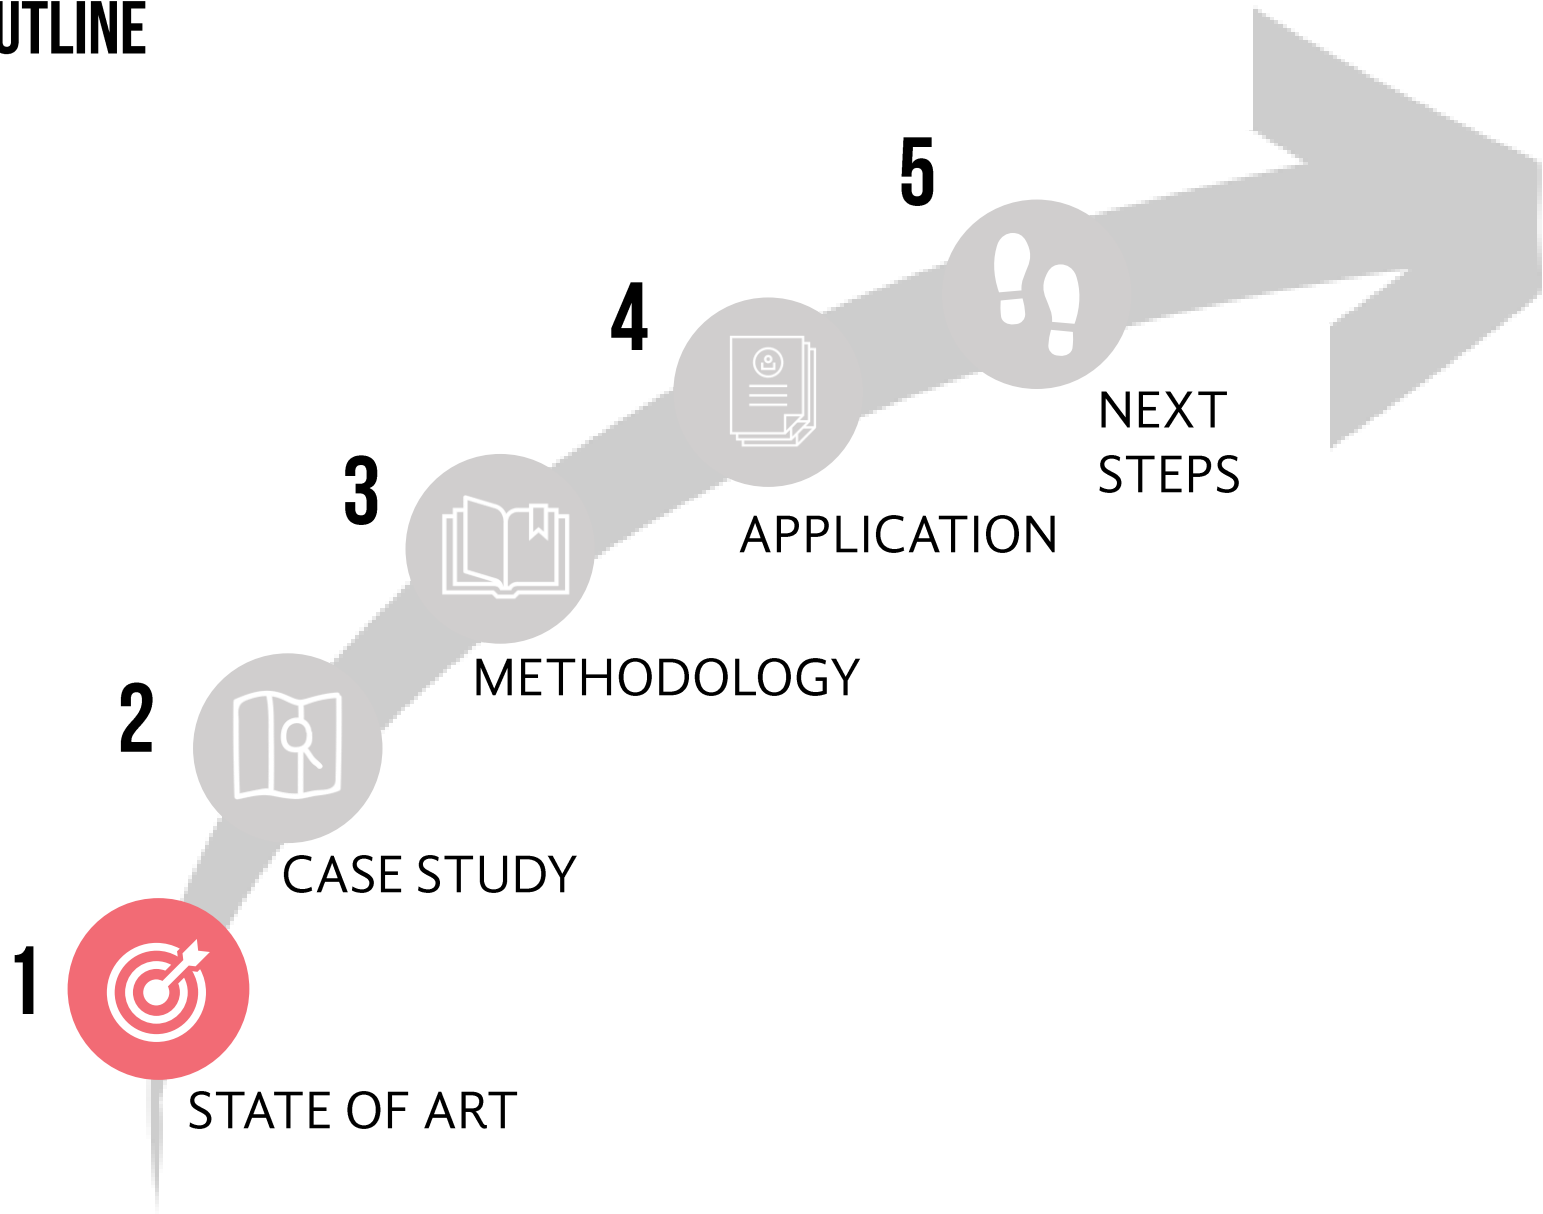 UTLINE
5
4
NEXT
STEPS
3
APPLICATION
METHODOLOGY
2
CASE STUDY
1
STATE OF ART